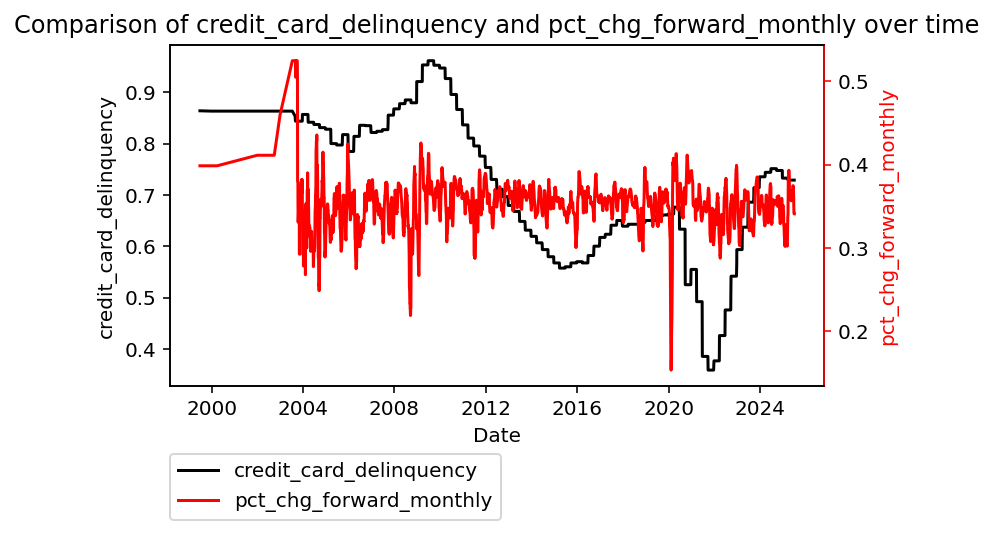 Comparison of credit_card_delinquency and pct_chg_forward_monthly over time
credit_card_delinquency
0.9
0.8
0.7
0.6
0.5
0.4
0.5
0.4
0.3
0.2
pct_chg_forward_monthly
2000 2004 2008 2012 2016 2020 2024
Date
credit_card_delinquency
pct_chg_forward_monthly